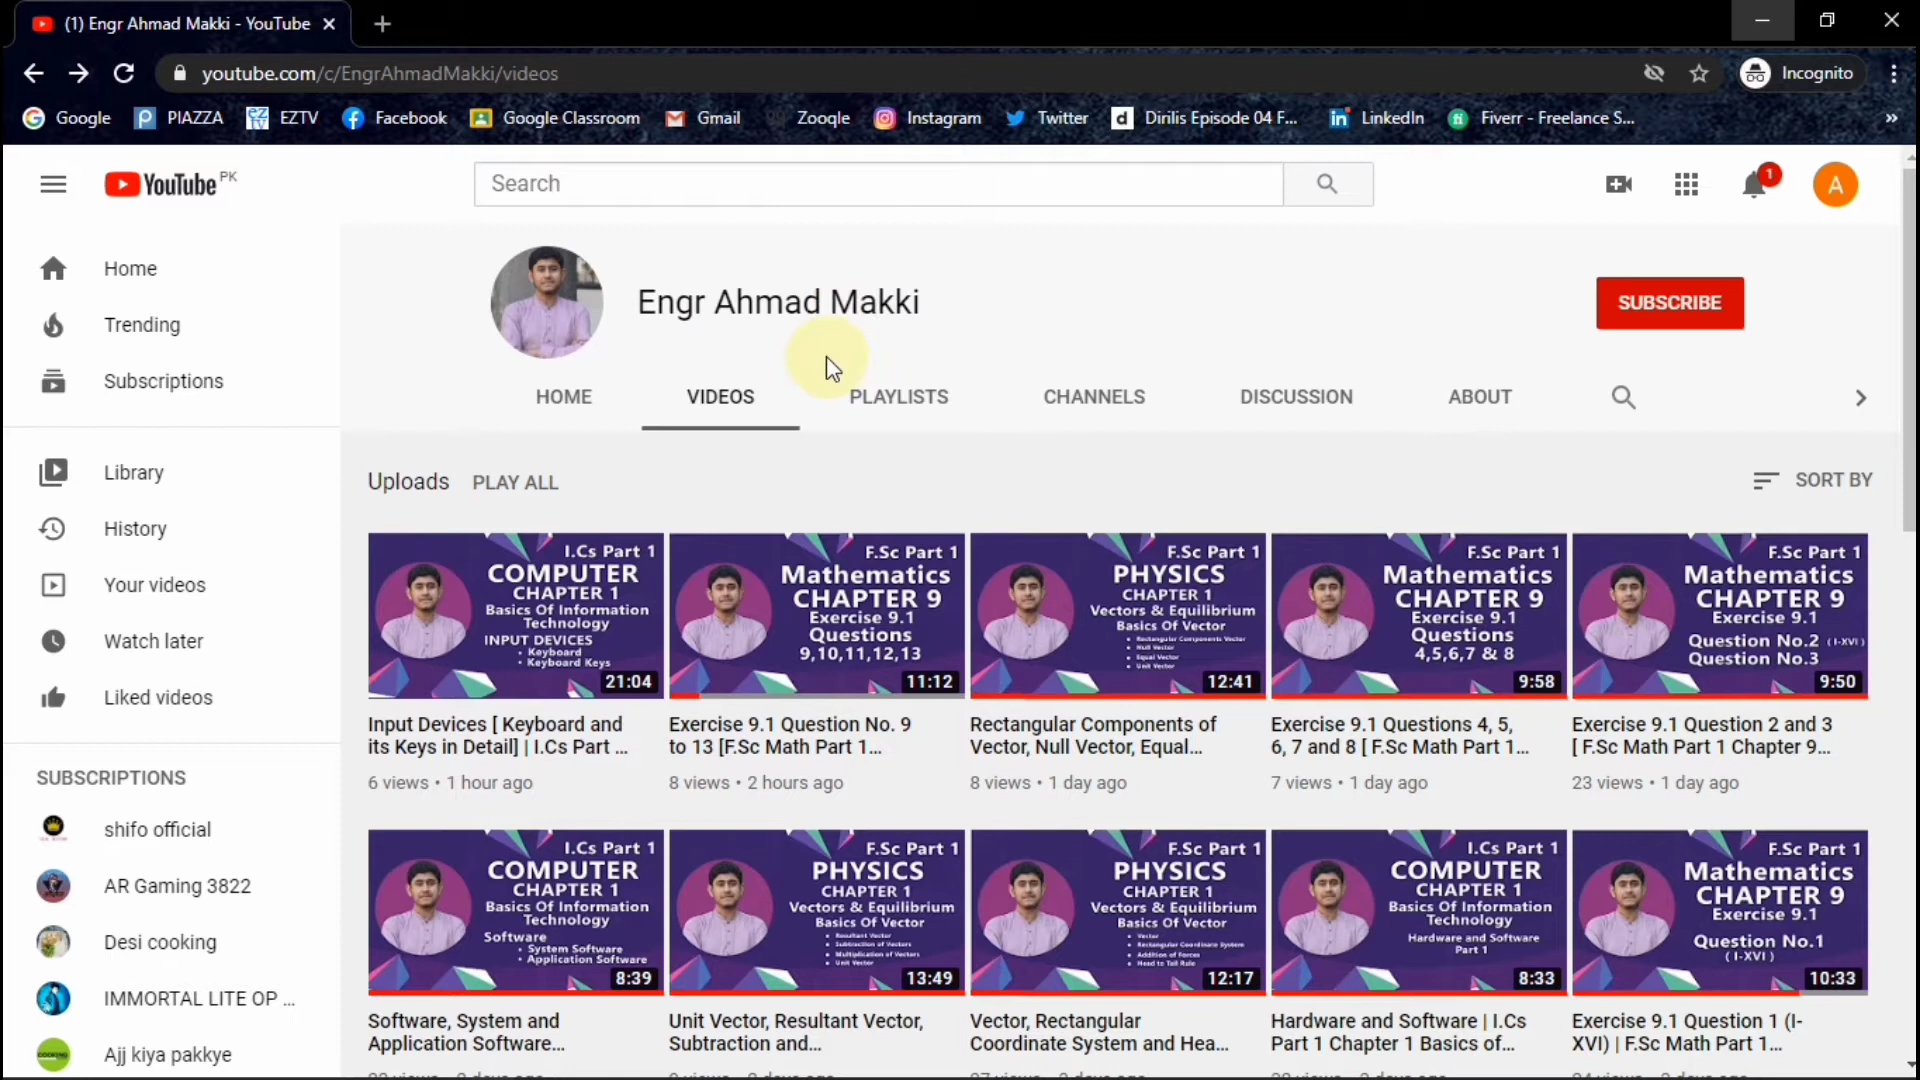 (1) Engr Ahmad Makki - YouTube
youtube.com/c/EngrAhmadMakki/videos
Incognito
Google
PIAZZA
EZTV
Facebook
Google Classroom
Gmail
Zooqle
Instagram
Twitter
Dirilis Episode 04 F...
LinkedIn
Fiverr - Freelance S...
YouTube PK
Search
1
A
Home
Trending
Subscriptions
Library
History
Your videos
Watch later
Liked videos
SUBSCRIPTIONS
shifo official
AR Gaming 3822
Desi cooking
IMMORTAL LITE OP ...
Ajj kiya pakkye
Engr Ahmad Makki
SUBSCRIBE
HOME
VIDEOS
PLAYLISTS
CHANNELS
DISCUSSION
ABOUT
Uploads PLAY ALL
SORT BY
I.Cs Part 1
COMPUTER
CHAPTER 1
Basics Of Information
Technology
INPUT DEVICES
• Keyboard
• Keyboard Keys
21:04
Input Devices [ Keyboard and
its Keys in Detail] | I.Cs Part ...
6 views • 1 hour ago
F.Sc Part 1
Mathematics
CHAPTER 9
Exercise 9.1
Questions
9,10,11,12,13
11:12
Exercise 9.1 Question No. 9
to 13 [F.Sc Math Part 1...
8 views • 2 hours ago
F.Sc Part 1
PHYSICS
CHAPTER 1
Vectors & Equilibrium
Basics Of Vector
• Rectangular Components Vector
• Null Vector
• Equal Vector
• Unit Vector
12:41
Rectangular Components of
Vector, Null Vector, Equal...
8 views • 1 day ago
F.Sc Part 1
Mathematics
CHAPTER 9
Exercise 9.1
Questions
4,5,6,7 & 8
9:58
Exercise 9.1 Questions 4, 5,
6, 7 and 8 [ F.Sc Math Part 1...
7 views • 1 day ago
F.Sc Part 1
Mathematics
CHAPTER 9
Exercise 9.1
Question No.2 (I-XVI)
Question No.3
9:50
Exercise 9.1 Question 2 and 3
[ F.Sc Math Part 1 Chapter 9...
23 views • 1 day ago
I.Cs Part 1
COMPUTER
CHAPTER 1
Basics Of Information
Technology
Software
• System Software
• Application Software
8:39
Software, System and
Application Software...
F.Sc Part 1
PHYSICS
CHAPTER 1
Vectors & Equilibrium
Basics Of Vector
• Resultant Vector
• Subtraction of Vectors
• Multiplication of Vectors
• Unit Vector
13:49
Unit Vector, Resultant Vector,
Subtraction and...
F.Sc Part 1
PHYSICS
CHAPTER 1
Vectors & Equilibrium
Basics Of Vector
• Vector
• Rectangular Coordinate System
• Addition of Forces
• Head to Tail Rule
12:17
Vector, Rectangular
Coordinate System and Hea...
I.Cs Part 1
COMPUTER
CHAPTER 1
Basics Of Information
Technology
Hardware and Software
Part 1
8:33
Hardware and Software | I.Cs
Part 1 Chapter 1 Basics of...
F.Sc Part 1
Mathematics
CHAPTER 9
Exercise 9.1
Question No.1
(I-XVI)
10:33
Exercise 9.1 Question 1 (I-
XVI) | F.Sc Math Part 1...